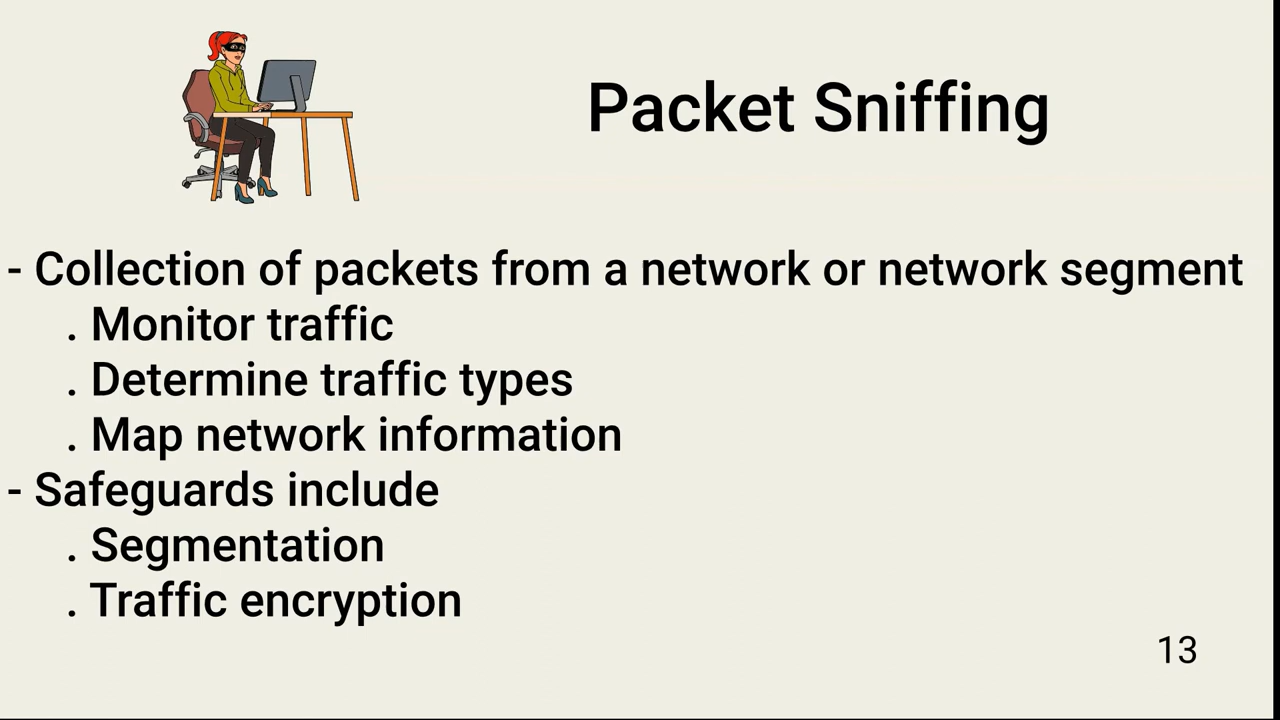 Packet Sniffing
- Collection of packets from a network or network segment
. Monitor traffic
. Determine traffic types
. Map network information
- Safeguards include
. Segmentation
. Traffic encryption
13